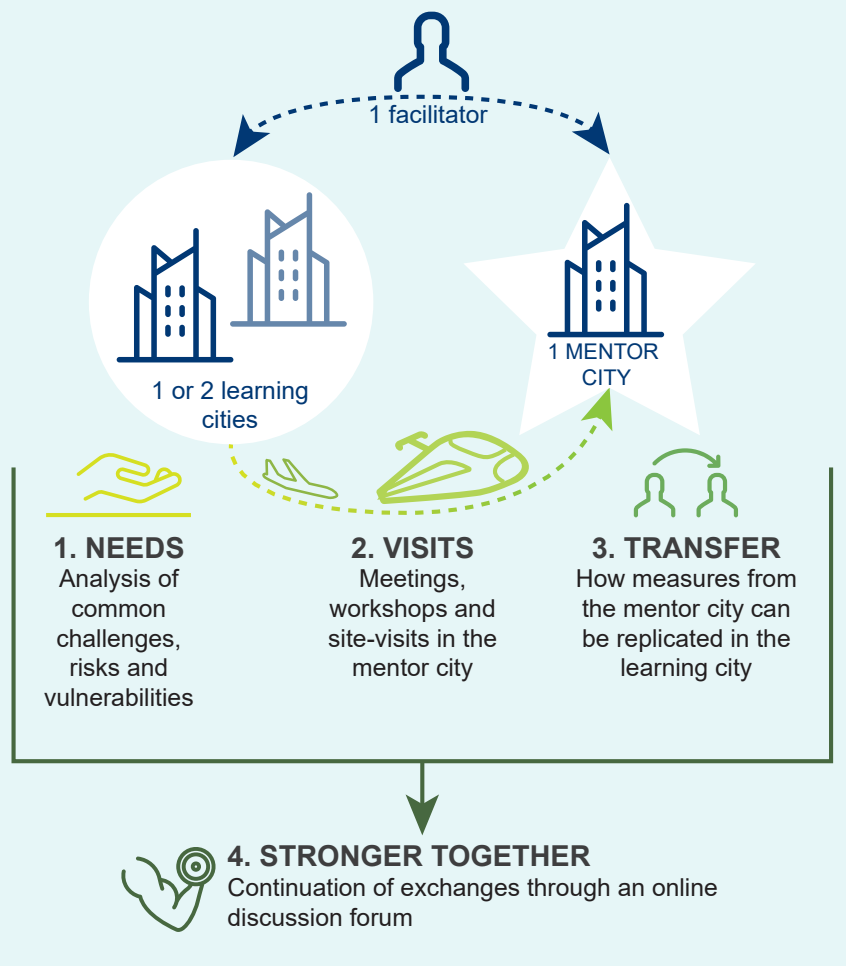 1 facilitator
1 or 2 learning
cities
1 MENTOR
CITY
1. NEEDS
Analysis of
common
challenges,
risks and
vulnerabilities
2. VISITS
Meetings,
workshops and
site-visits in the
mentor city
3. TRANSFER
How measures from
the mentor city can
be replicated in the
learning city
4. STRONGER TOGETHER
Continuation of exchanges through an online
discussion forum